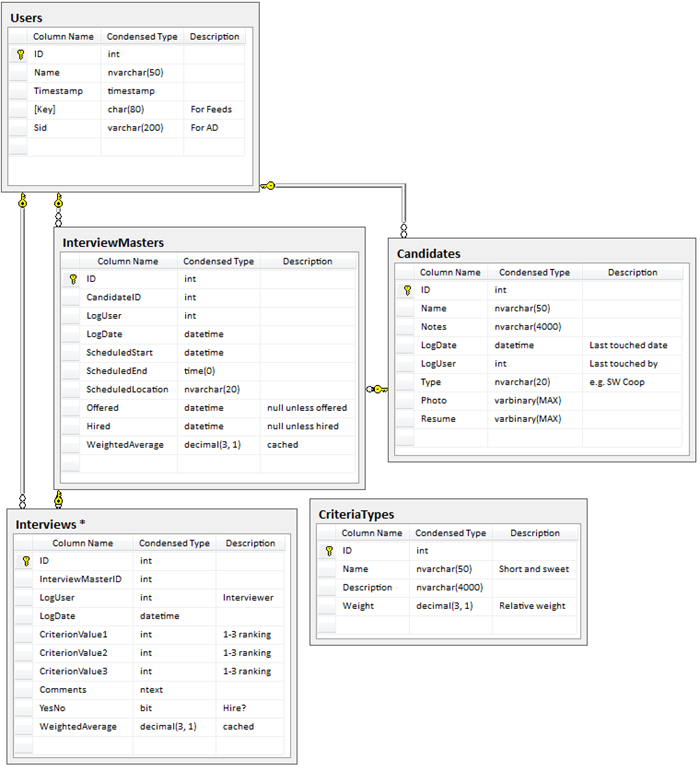 Users
Column Name Condensed Type Description
ID int
Name nvarchar(50)
Timestamp timestamp
[Key] char(80) For Feeds
Sid varchar(200) For AD
InterviewMasters
Column Name Condensed Type Description
ID int
CandidateID int
LogUser int
LogDate datetime
ScheduledStart datetime
ScheduledEnd time(0)
ScheduledLocation nvarchar(20)
Offered datetime null unless offered
Hired datetime null unless hired
WeightedAverage decimal(3, 1) cached
Candidates
Column Name Condensed Type Description
ID int
Name nvarchar(50)
Notes nvarchar(4000)
LogDate datetime Last touched date
LogUser int Last touched by
Type nvarchar(20) e.g. SW Coop
Photo varbinary(MAX)
Resume varbinary(MAX)
Interviews *
Column Name Condensed Type Description
ID int
InterviewMasterID int
LogUser int Interviewer
LogDate datetime
CriterionValue1 int 1-3 ranking
CriterionValue2 int 1-3 ranking
CriterionValue3 int 1-3 ranking
Comments ntext
YesNo bit Hire?
WeightedAverage decimal(3, 1) cached
CriteriaTypes
Column Name Condensed Type Description
ID int
Name nvarchar(50) Short and sweet
Description nvarchar(4000)
Weight decimal(3, 1) Relative weight